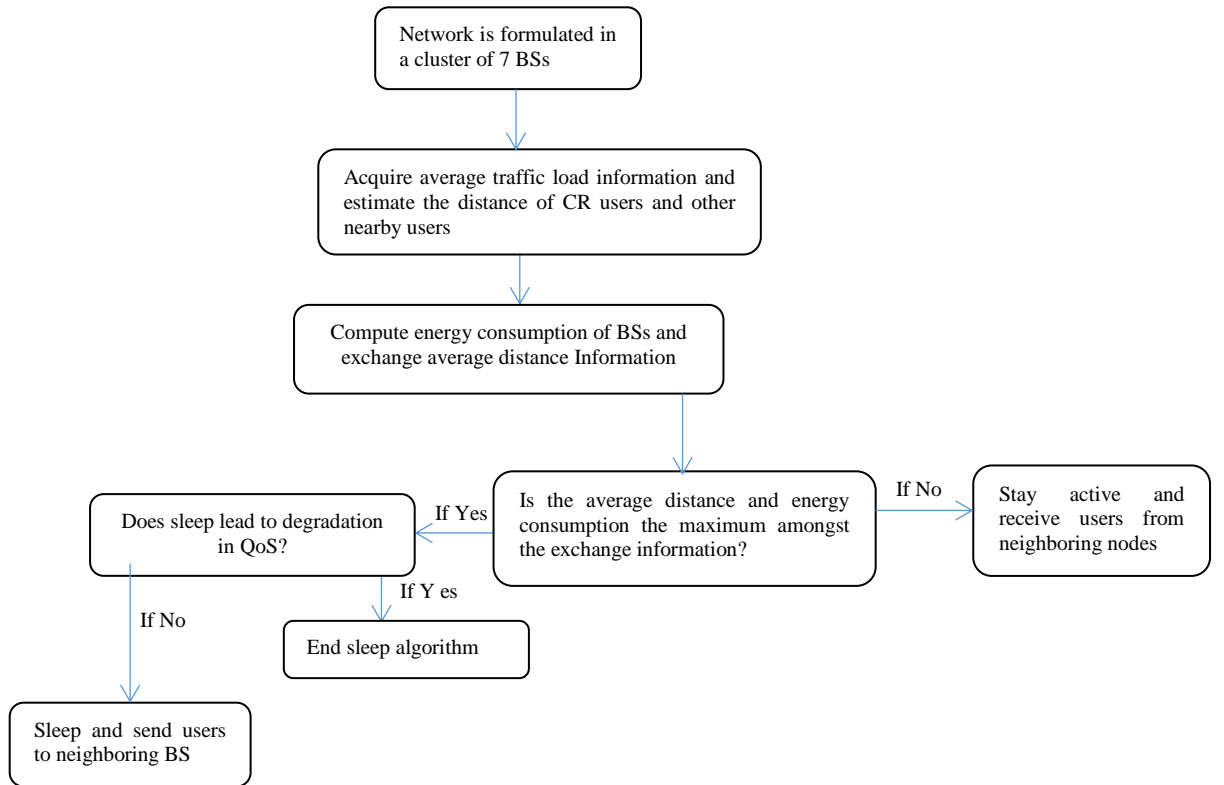 Network is formulated in
a cluster of 7 BSs
Acquire average traffic load information and
estimate the distance of CR users and other
nearby users
Compute energy consumption of BSs and
exchange average distance Information
Is the average distance and energy
consumption the maximum amongst
the exchange information?
If No
Stay active and
receive users from
neighboring nodes
If Yes
Does sleep lead to degradation
in QoS?
If Y es
End sleep algorithm
If No
Sleep and send users
to neighboring BS